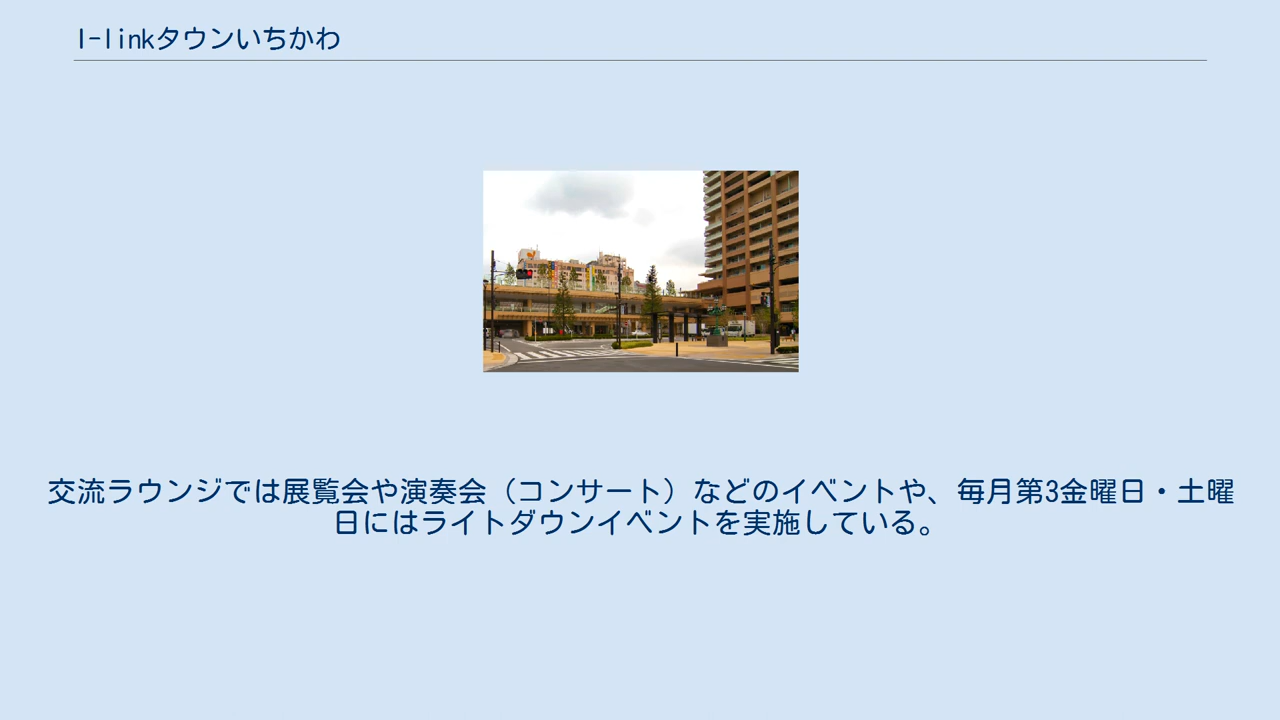 I-linkタウンいちかわ
交流ラウンジでは展覧会や演奏会（コンサート）などのイベントや、毎月第3金曜日・土曜
日にはライトダウンイベントを実施している。